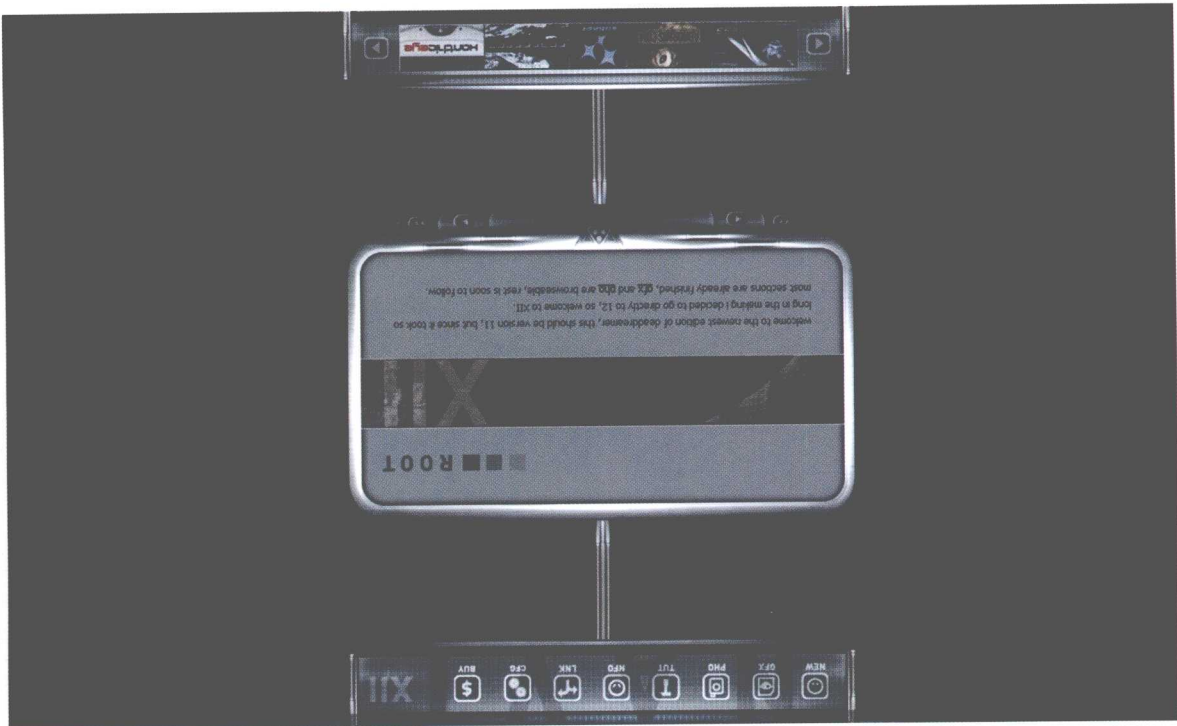 NEW GFX PHO TUT NFO LNK CFG BUY XII
ROOT
XII
welcome to the newest edition of deaddreamer, this should be version 11, but since it took so
long in the making i decided to go directly to 12, so welcome to XII.
most sections are already finished, gfx and pho are browseable, rest is soon to follow.
xanthiceye